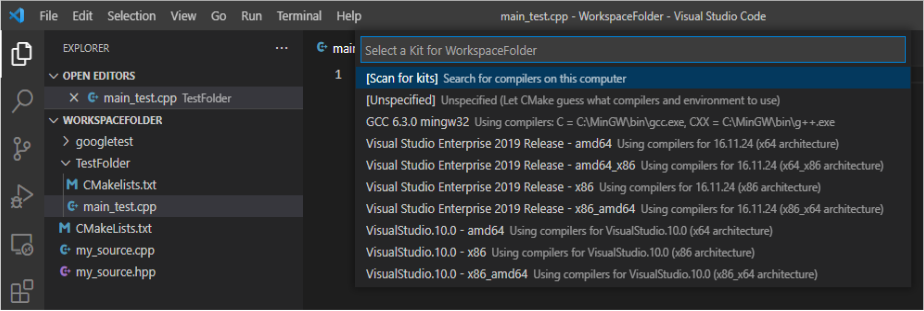 File Edit Selection View Go Run Terminal Help main_test.cpp - WorkspaceFolder - Visual Studio Code
EXPLORER ...
OPEN EDITORS
main_test.cpp TestFolder
WORKSPACEFOLDER
googletest
TestFolder
CMakelists.txt
main_test.cpp
CMakeLists.txt
my_source.cpp
my_source.hpp
main
1
Select a Kit for WorkspaceFolder
[Scan for kits] Search for compilers on this computer
[Unspecified] Unspecified (Let CMake guess what compilers and environment to use)
GCC 6.3.0 mingw32 Using compilers: C = C:\MinGW\bin\gcc.exe, CXX = C:\MinGW\bin\g++.exe
Visual Studio Enterprise 2019 Release - amd64 Using compilers for 16.11.24 (x64 architecture)
Visual Studio Enterprise 2019 Release - amd64_x86 Using compilers for 16.11.24 (x64_x86 architecture)
Visual Studio Enterprise 2019 Release - x86 Using compilers for 16.11.24 (x86 architecture)
Visual Studio Enterprise 2019 Release - x86_amd64 Using compilers for 16.11.24 (x86_x64 architecture)
VisualStudio.10.0 - amd64 Using compilers for VisualStudio.10.0 (x64 architecture)
VisualStudio.10.0 - x86 Using compilers for VisualStudio.10.0 (x86 architecture)
VisualStudio.10.0 - x86_amd64 Using compilers for VisualStudio.10.0 (x86_x64 architecture)